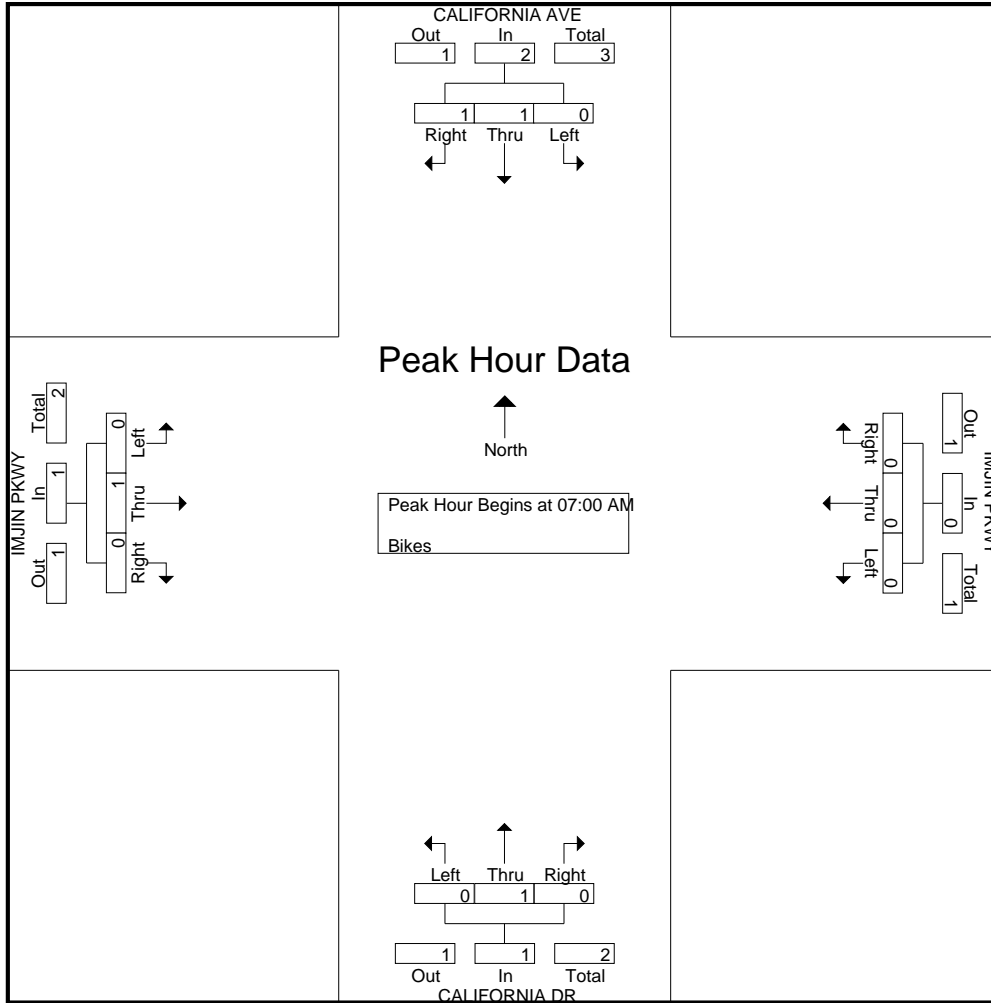 CALIFORNIA AVE
Out In Total
1 2 3
1 1 0
Right Thru Left
Peak Hour Data
North
Peak Hour Begins at 07:00 AM
Bikes
IMJIN PKWY
Out In Total
1 1 2
Right Thru Left
0 1 0
IMJIN PKWY
Out In Total
1 0 1
Right Thru Left
0 0 0
Left Thru Right
0 1 0
1 1 2
Out In Total
CALIFORNIA DR